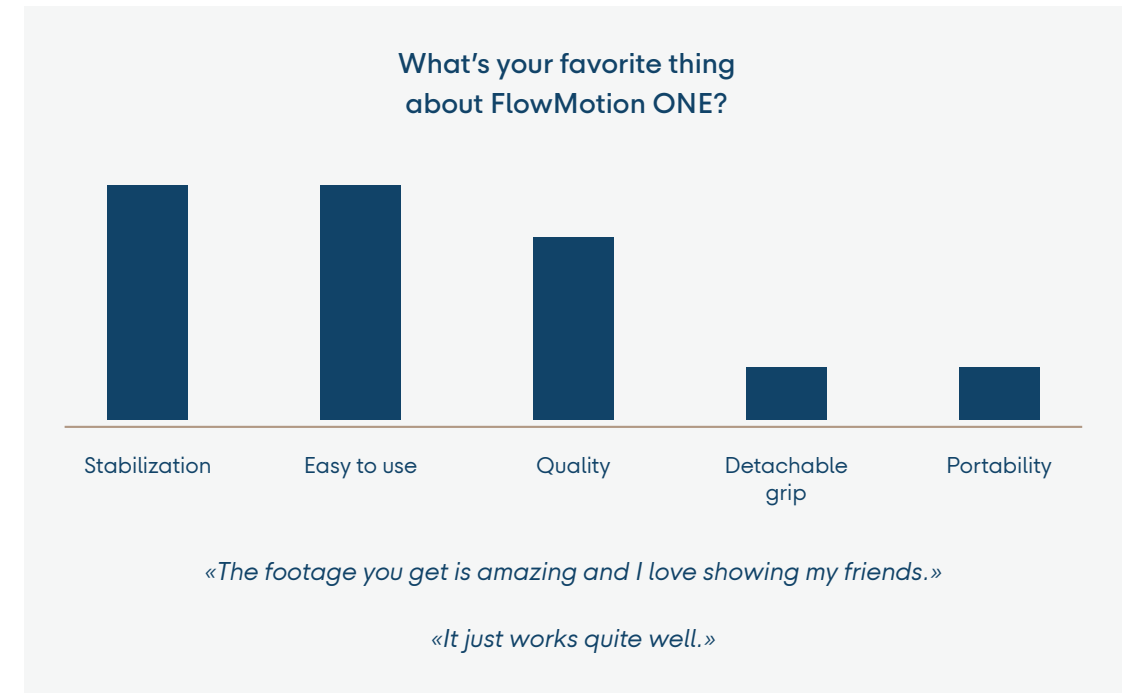 What’s your favorite thing
about FlowMotion ONE?
Stabilization
Easy to use
Quality
Detachable
grip
Portability
«The footage you get is amazing and I love showing my friends.»
«It just works quite well.»